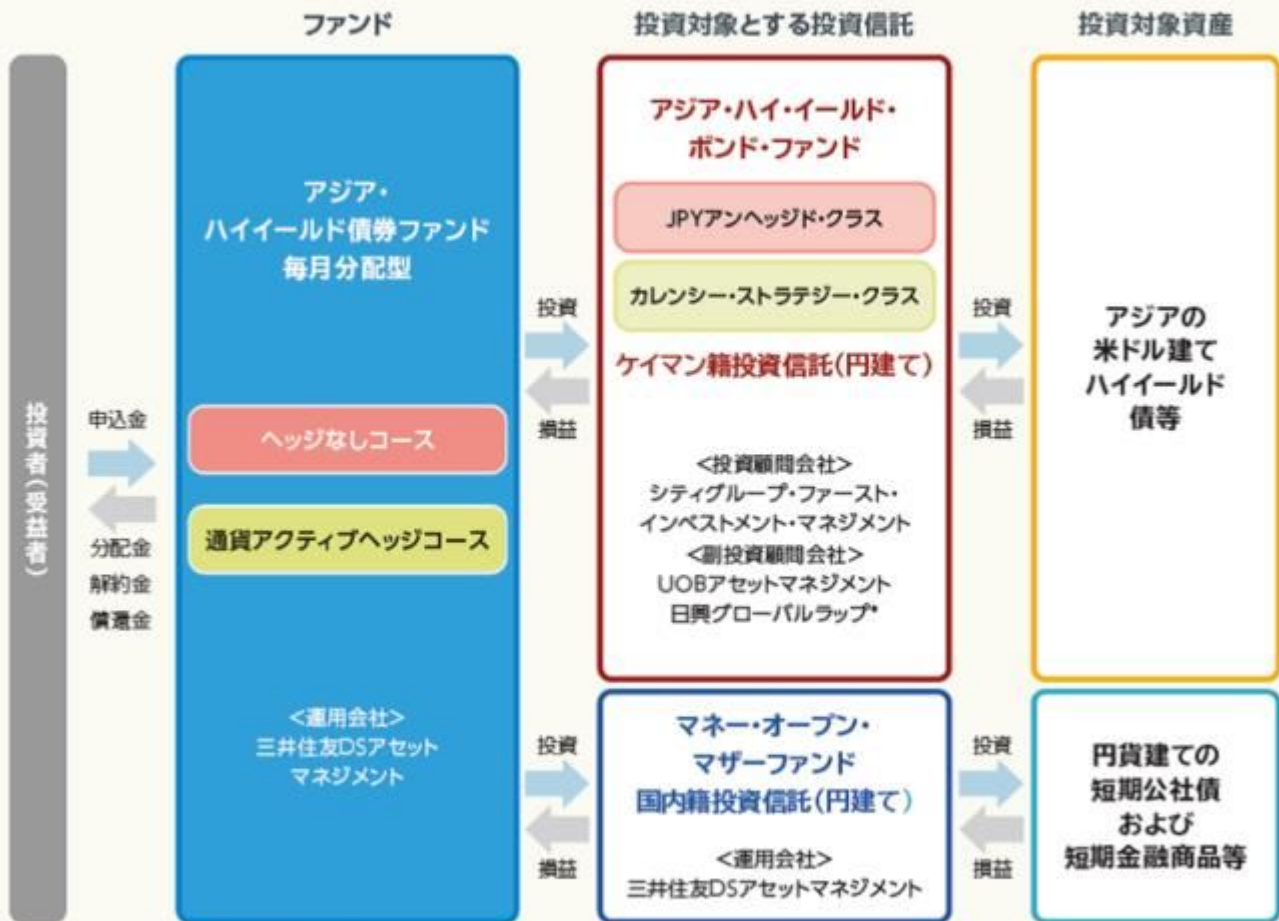 ファンド
投資対象とする投資信託
投資対象資産
投資者(受益者)
申込金
分配金
解約金
償還金
アジア・
ハイイールド債券ファンド
毎月分配型
ヘッジなしコース
通貨アクティブヘッジコース
<運用会社>
三井住友DSアセット
マネジメント
投資
損益
投資
損益
アジア・ハイ・イールド・
ボンド・ファンド
JPYアンヘッジド・クラス
カレンシー・ストラテジー・クラス
ケイマン籍投資信託(円建て)
<投資顧問会社>
シティグループ・ファースト・
インベストメント・マネジメント
<副投資顧問会社>
UOBアセットマネジメント
日興グローバルラップ*
マネー・オープン・
マザーファンド
国内籍投資信託(円建て)
<運用会社>
三井住友DSアセットマネジメント
投資
損益
投資
損益
アジアの
米ドル建て
ハイイールド
債等
円貨建ての
短期公社債
および
短期金融商品等